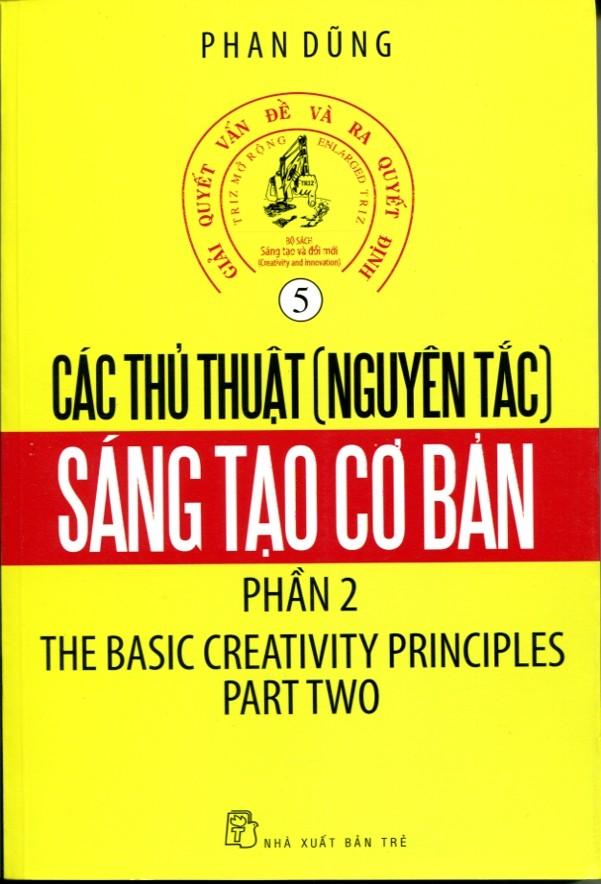 PHAN DŨNG
GIẢI QUYẾT VẤN ĐỀ VÀ RA QUYẾT ĐỊNH
TRIZ MỞ RỘNG ENLARGED TRIZ
TRIZ
BỘ SÁCH
Sáng tạo và đổi mới
(Creativity and Innovation)
5
CÁC THỦ THUẬT (NGUYÊN TẮC)
SÁNG TẠO CƠ BẢN
PHẦN 2
THE BASIC CREATIVITY PRINCIPLES
PART TWO
T
NHÀ XUẤT BẢN TRẺ